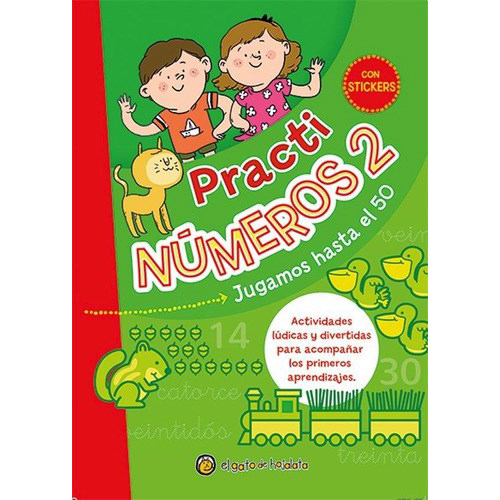 CON
STICKERS
Practi
NÚMEROS 2
Jugamos hasta el 50
veinte
Actividades
lúdicas y divertidas
para acompañar
los primeros
aprendizajes.
14
30
catorce
veintidós
treinta
el gato de hojalata